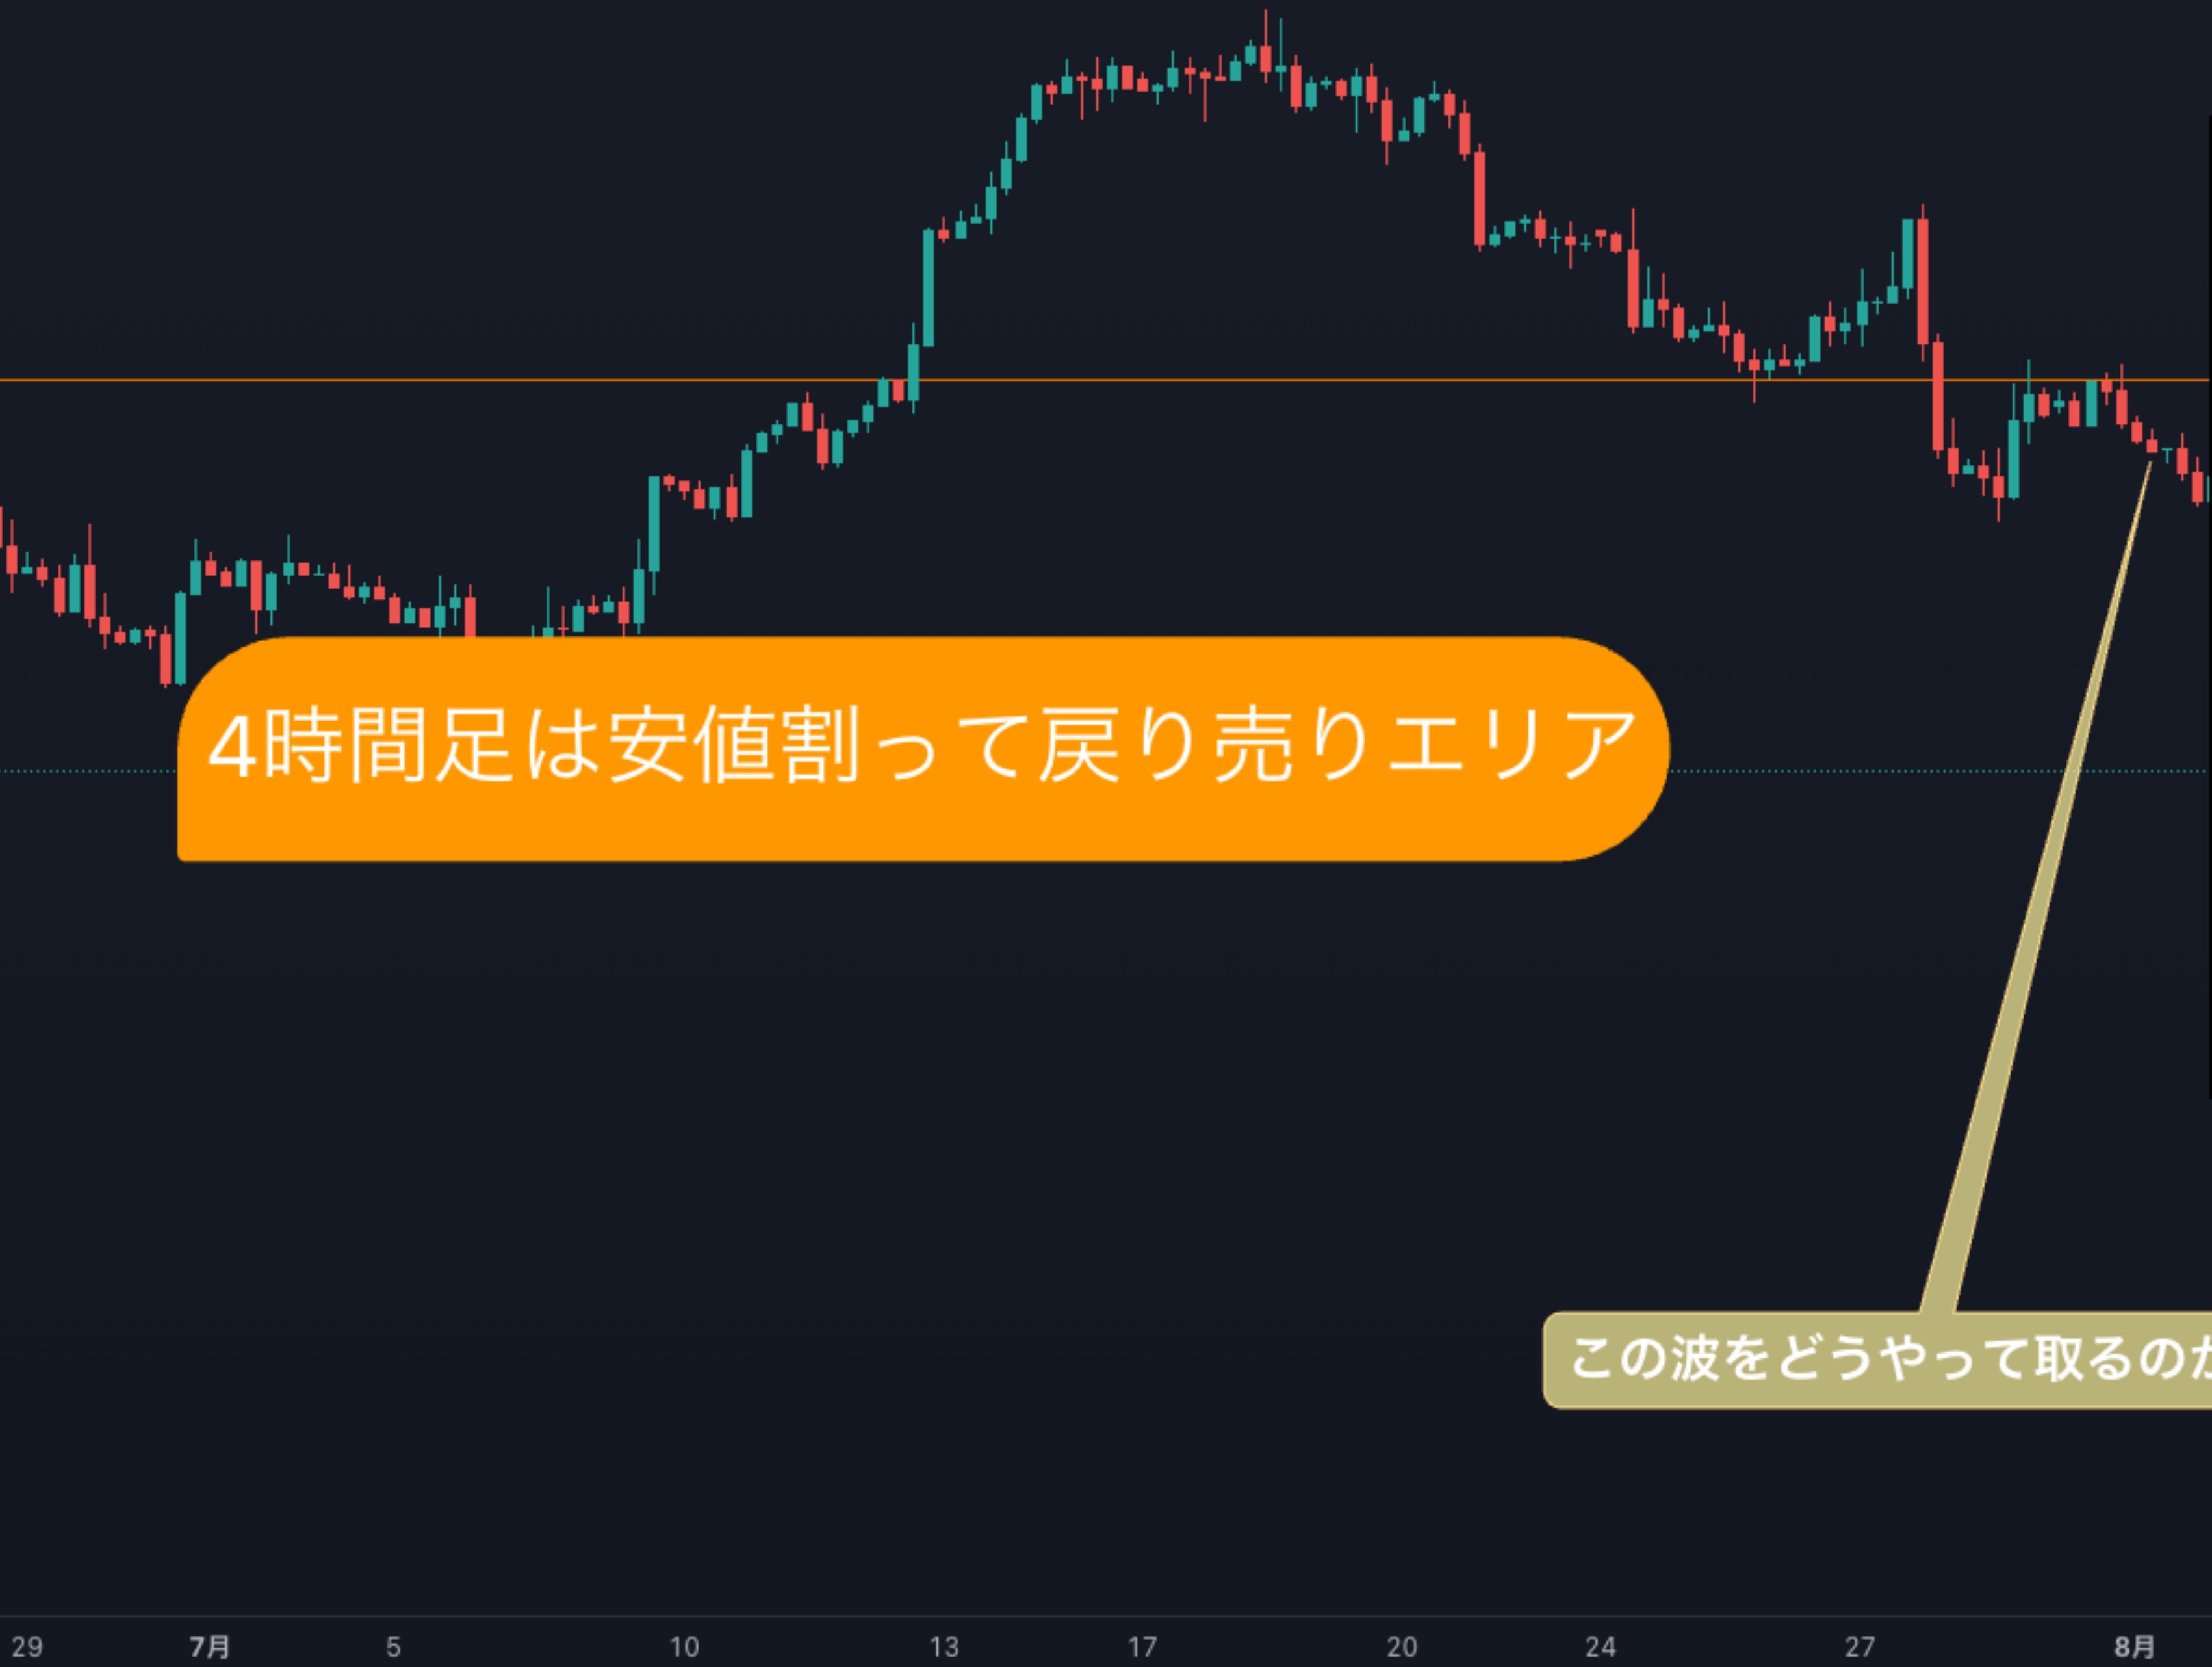 4時間足は安値割って戻り売りエリア
この波をどうやって取るのか
29 7月 5 10 13 17 20 24 27 8月